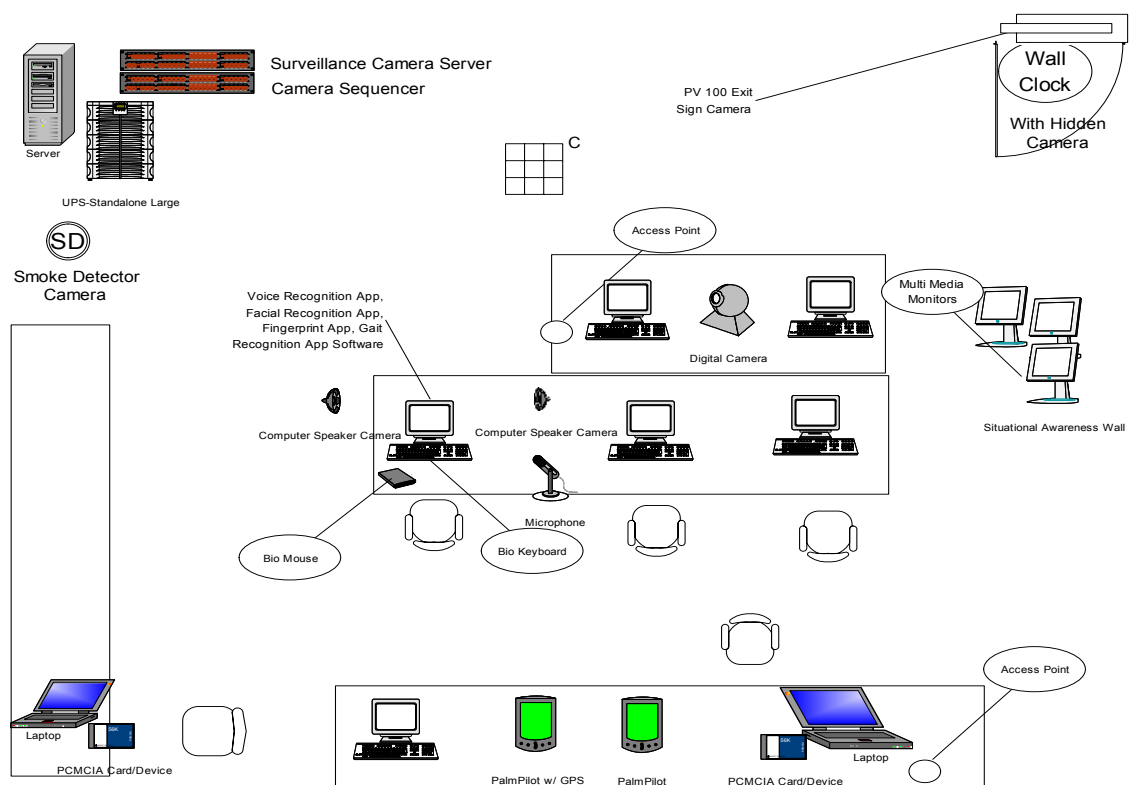 Surveillance Camera Server
Camera Sequencer
Server
UPS-Standalone Large
PV 100 Exit
Sign Camera
Wall
Clock
With Hidden
Camera
C
SD
Smoke Detector
Camera
Access Point
Voice Recognition App,
Facial Recognition App,
Fingerprint App, Gait
Recognition App Software
Digital Camera
Multi Media
Monitors
Situational Awareness Wall
Computer Speaker Camera
Computer Speaker Camera
Microphone
Bio Mouse
Bio Keyboard
Access Point
Laptop
56K
PCMCIA Card/Device
PalmPilot w/ GPS
PalmPilot
56K
PCMCIA Card/Device
Laptop